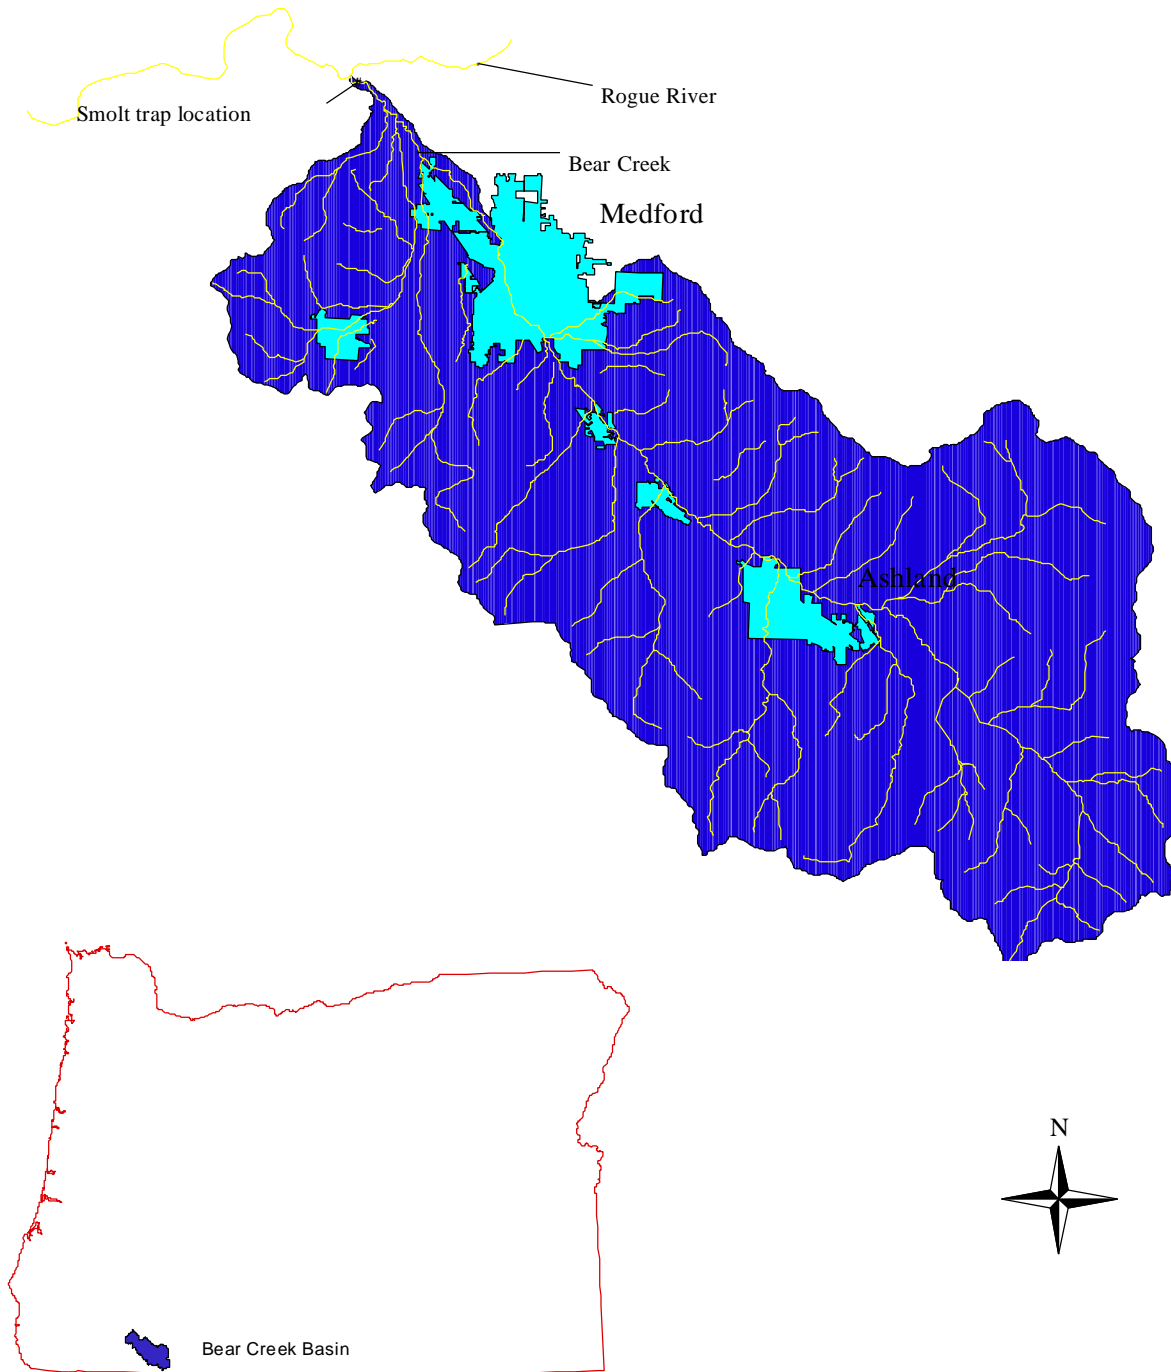 Rogue River
Smolt trap location
Bear Creek
Medford
Ashland
N
Bear Creek Basin